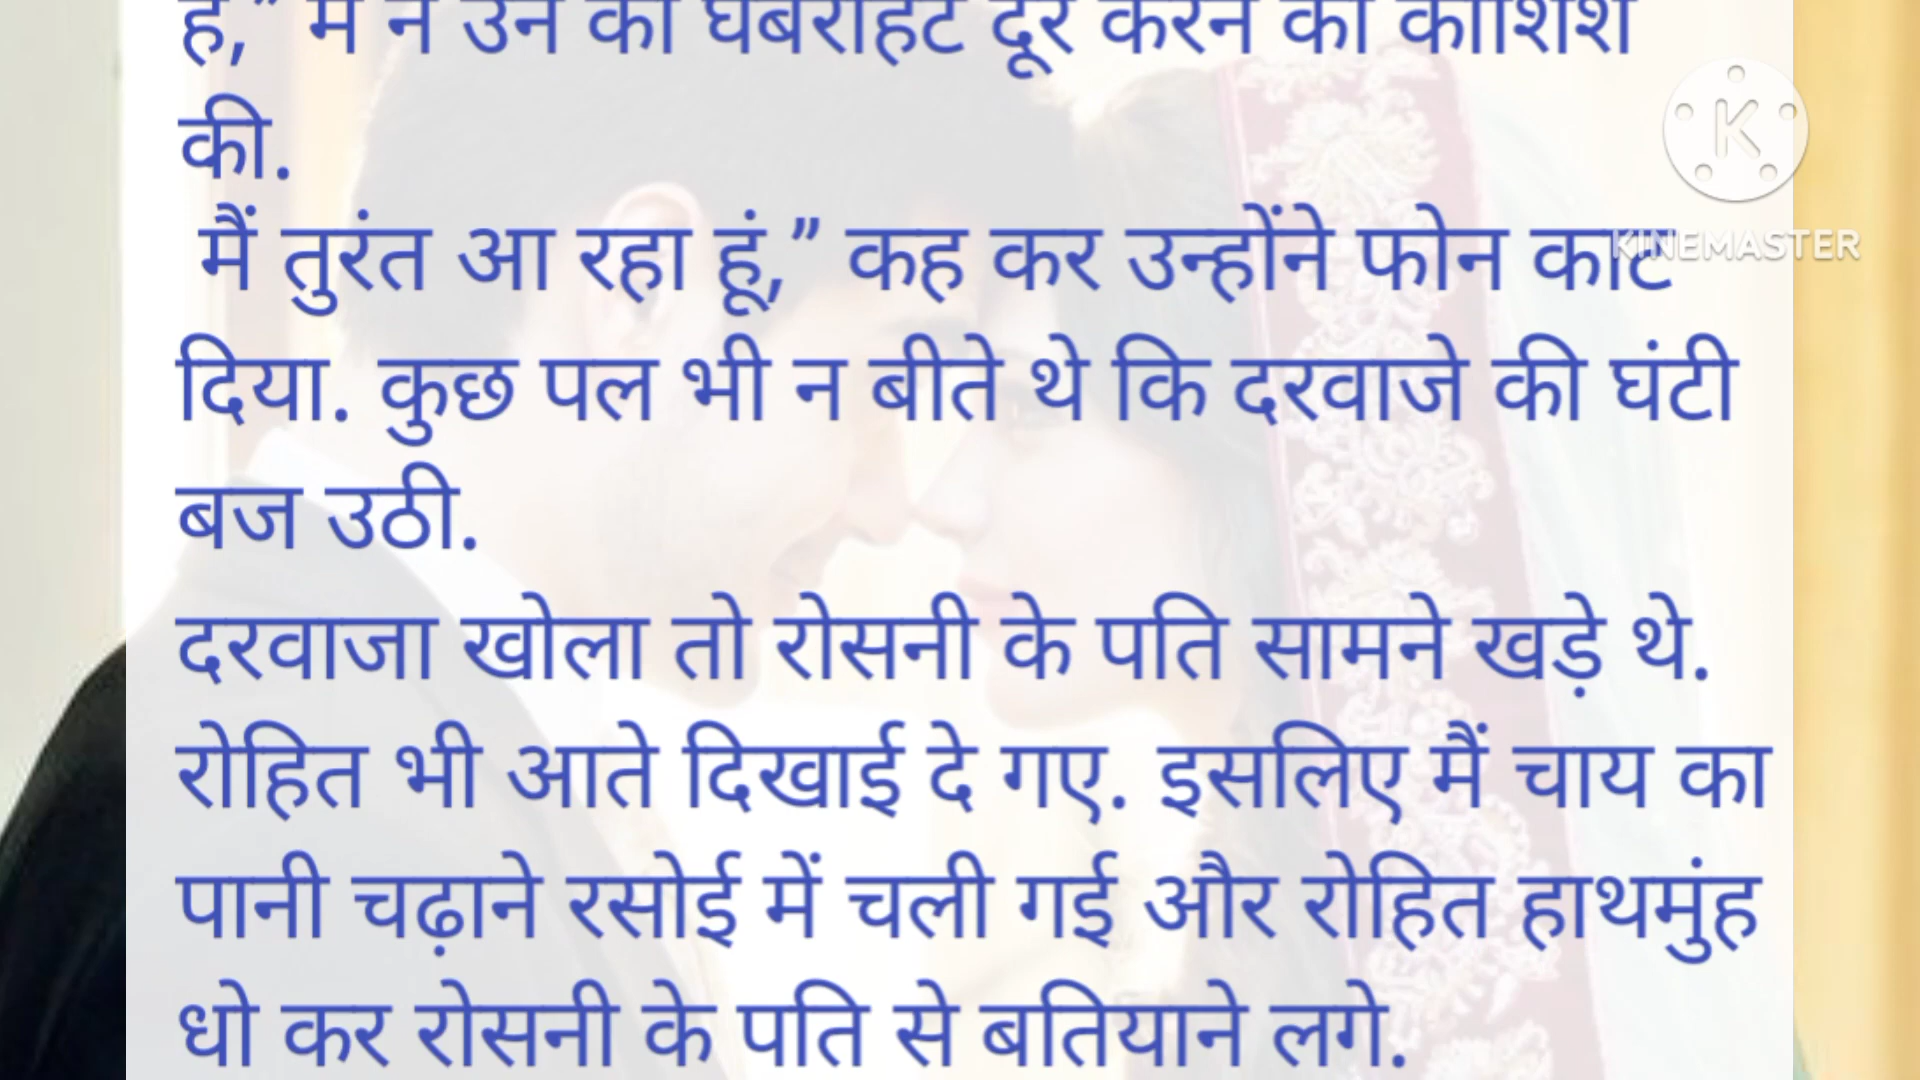 है,” मैं ने उन की घबराहट दूर करने की कोशिश
की.
मैं तुरंत आ रहा हूं,” कह कर उन्होंने फोन काट
दिया. कुछ पल भी न बीते थे कि दरवाजे की घंटी
बज उठी.
दरवाजा खोला तो रोसनी के पति सामने खड़े थे.
रोहित भी आते दिखाई दे गए. इसलिए मैं चाय का
पानी चढ़ाने रसोई में चली गई और रोहित हाथमुंह
धो कर रोसनी के पति से बतियाने लगे.
K
KINEMASTER